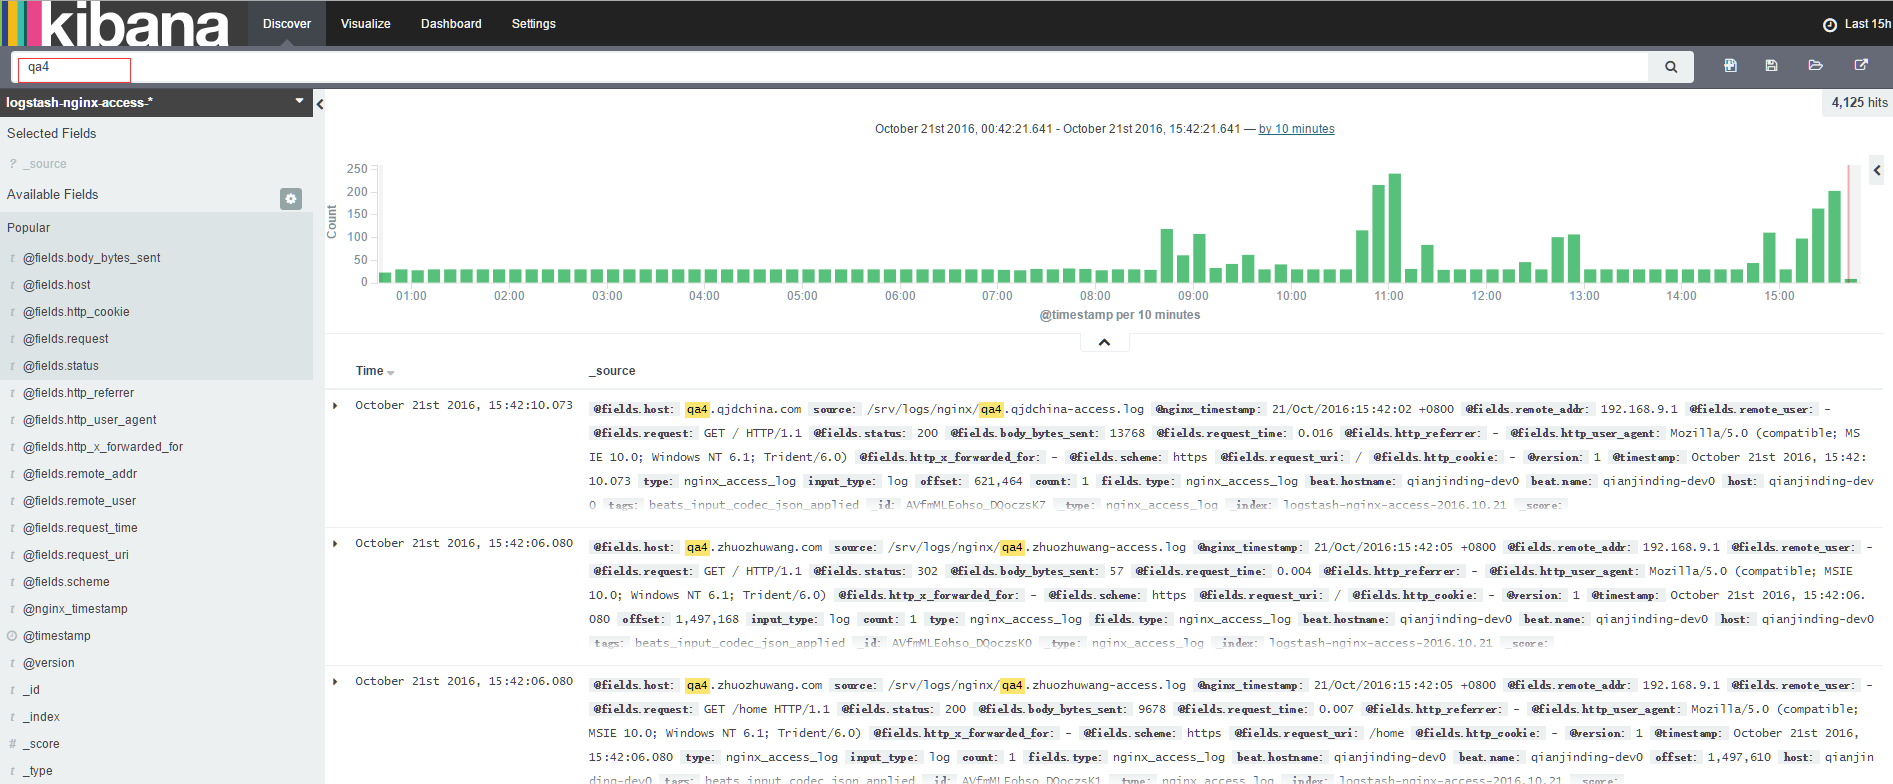 kibana Discover Visualize Dashboard Settings Last 15h
qa4
logstash-nginx-access-*
4,125 hits
Selected Fields
? _source
Available Fields
Popular
t @fields.body_bytes_sent
t @fields.host
t @fields.http_cookie
t @fields.request
t @fields.status
t @fields.http_referrer
t @fields.http_user_agent
t @fields.http_x_forwarded_for
t @fields.remote_addr
t @fields.remote_user
t @fields.request_time
t @fields.request_uri
t @fields.scheme
t @nginx_timestamp
@timestamp
t @version
t _id
t _index
# _score
t _type
October 21st 2016, 00:42:21.641 - October 21st 2016, 15:42:21.641 — by 10 minutes
Count
250
200
150
100
50
0
01:00 02:00 03:00 04:00 05:00 06:00 07:00 08:00 09:00 10:00 11:00 12:00 13:00 14:00 15:00
@timestamp per 10 minutes
Time _source
October 21st 2016, 15:42:10.073 @fields.host: qa4.qjdchina.com source: /srv/logs/nginx/qa4.qjdchina-access.log @nginx_timestamp: 21/Oct/2016:15:42:02 +0800 @fields.remote_addr: 192.168.9.1 @fields.remote_user: -
@fields.request: GET / HTTP/1.1 @fields.status: 200 @fields.body_bytes_sent: 13768 @fields.request_time: 0.016 @fields.http_referrer: - @fields.http_user_agent: Mozilla/5.0 (compatible; MS
IE 10.0; Windows NT 6.1; Trident/6.0) @fields.http_x_forwarded_for: - @fields.scheme: https @fields.request_uri: / @fields.http_cookie: - @version: 1 @timestamp: October 21st 2016, 15:42:
10.073 type: nginx_access_log input_type: log offset: 621,464 count: 1 fields.type: nginx_access_log beat.hostname: qianjinding-dev0 beat.name: qianjinding-dev0 host: qianjinding-dev
0 tags: beats_input_codec_json_applied _id: AVfmMLEohso_DQoczsK7 _type: nginx_access_log _index: logstash-nginx-access-2016.10.21 _score:
October 21st 2016, 15:42:06.080 @fields.host: qa4.zhuozhuwang.com source: /srv/logs/nginx/qa4.zhuozhuwang-access.log @nginx_timestamp: 21/Oct/2016:15:42:05 +0800 @fields.remote_addr: 192.168.9.1 @fields.remote_user: -
@fields.request: GET / HTTP/1.1 @fields.status: 302 @fields.body_bytes_sent: 57 @fields.request_time: 0.004 @fields.http_referrer: - @fields.http_user_agent: Mozilla/5.0 (compatible; MSIE
10.0; Windows NT 6.1; Trident/6.0) @fields.http_x_forwarded_for: - @fields.scheme: https @fields.request_uri: / @fields.http_cookie: - @version: 1 @timestamp: October 21st 2016, 15:42:06.
080 offset: 1,497,168 input_type: log count: 1 type: nginx_access_log fields.type: nginx_access_log beat.hostname: qianjinding-dev0 beat.name: qianjinding-dev0 host: qianjinding-dev0
tags: beats_input_codec_json_applied _id: AVfmMLEohso_DQoczsK0 _type: nginx_access_log _index: logstash-nginx-access-2016.10.21 _score:
October 21st 2016, 15:42:06.080 @fields.host: qa4.zhuozhuwang.com source: /srv/logs/nginx/qa4.zhuozhuwang-access.log @nginx_timestamp: 21/Oct/2016:15:42:05 +0800 @fields.remote_addr: 192.168.9.1 @fields.remote_user: -
@fields.request: GET /home HTTP/1.1 @fields.status: 200 @fields.body_bytes_sent: 9678 @fields.request_time: 0.007 @fields.http_referrer: - @fields.http_user_agent: Mozilla/5.0 (compatible;
MSIE 10.0; Windows NT 6.1; Trident/6.0) @fields.http_x_forwarded_for: - @fields.scheme: https @fields.request_uri: /home @fields.http_cookie: - @version: 1 @timestamp: October 21st 2016,
15:42:06.080 type: nginx_access_log input_type: log count: 1 fields.type: nginx_access_log beat.hostname: qianjinding-dev0 beat.name: qianjinding-dev0 offset: 1,497,610 host: qianjin
ding-dev0 tags: beats_input_codec_json_applied _id: AVfmMLEohso_DQoczsK1 _type: nginx_access_log _index: logstash-nginx-access-2016.10.21 _score: